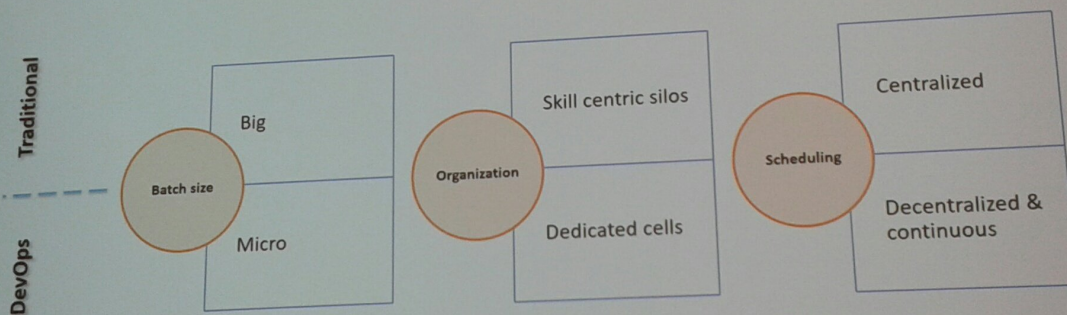 Traditional
Big
Batch size
Micro
Skill centric silos
Organization
Dedicated cells
Centralized
Scheduling
Decentralized &
continuous
DevOps